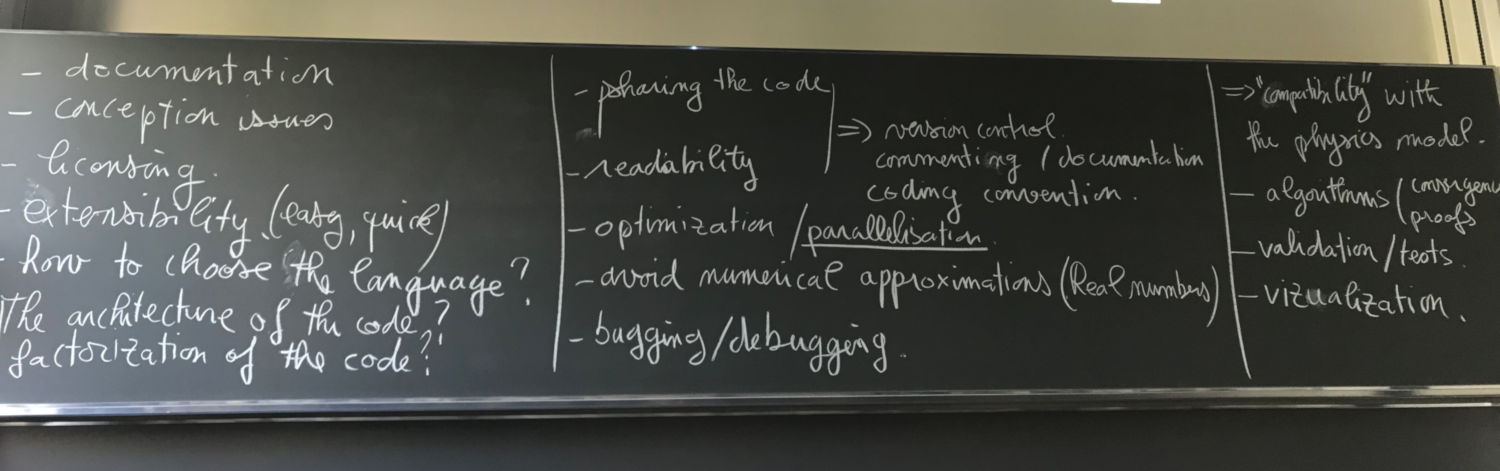 - documentation
- conception issues
- licensing.
- extensibility (easy, quick)
- how to choose the language?
The architecture of the code?
factorization of the code?
- sharing the code
- readability
=> version control.
commenting / documentation
coding convention.
- optimization / parallelisation.
- avoid numerical approximations (Real numbers)
- bugging/debugging.
=> "compatibility" with
the physics model.
- algorithms / convergence
proofs
- validation/tests.
- vizualization.